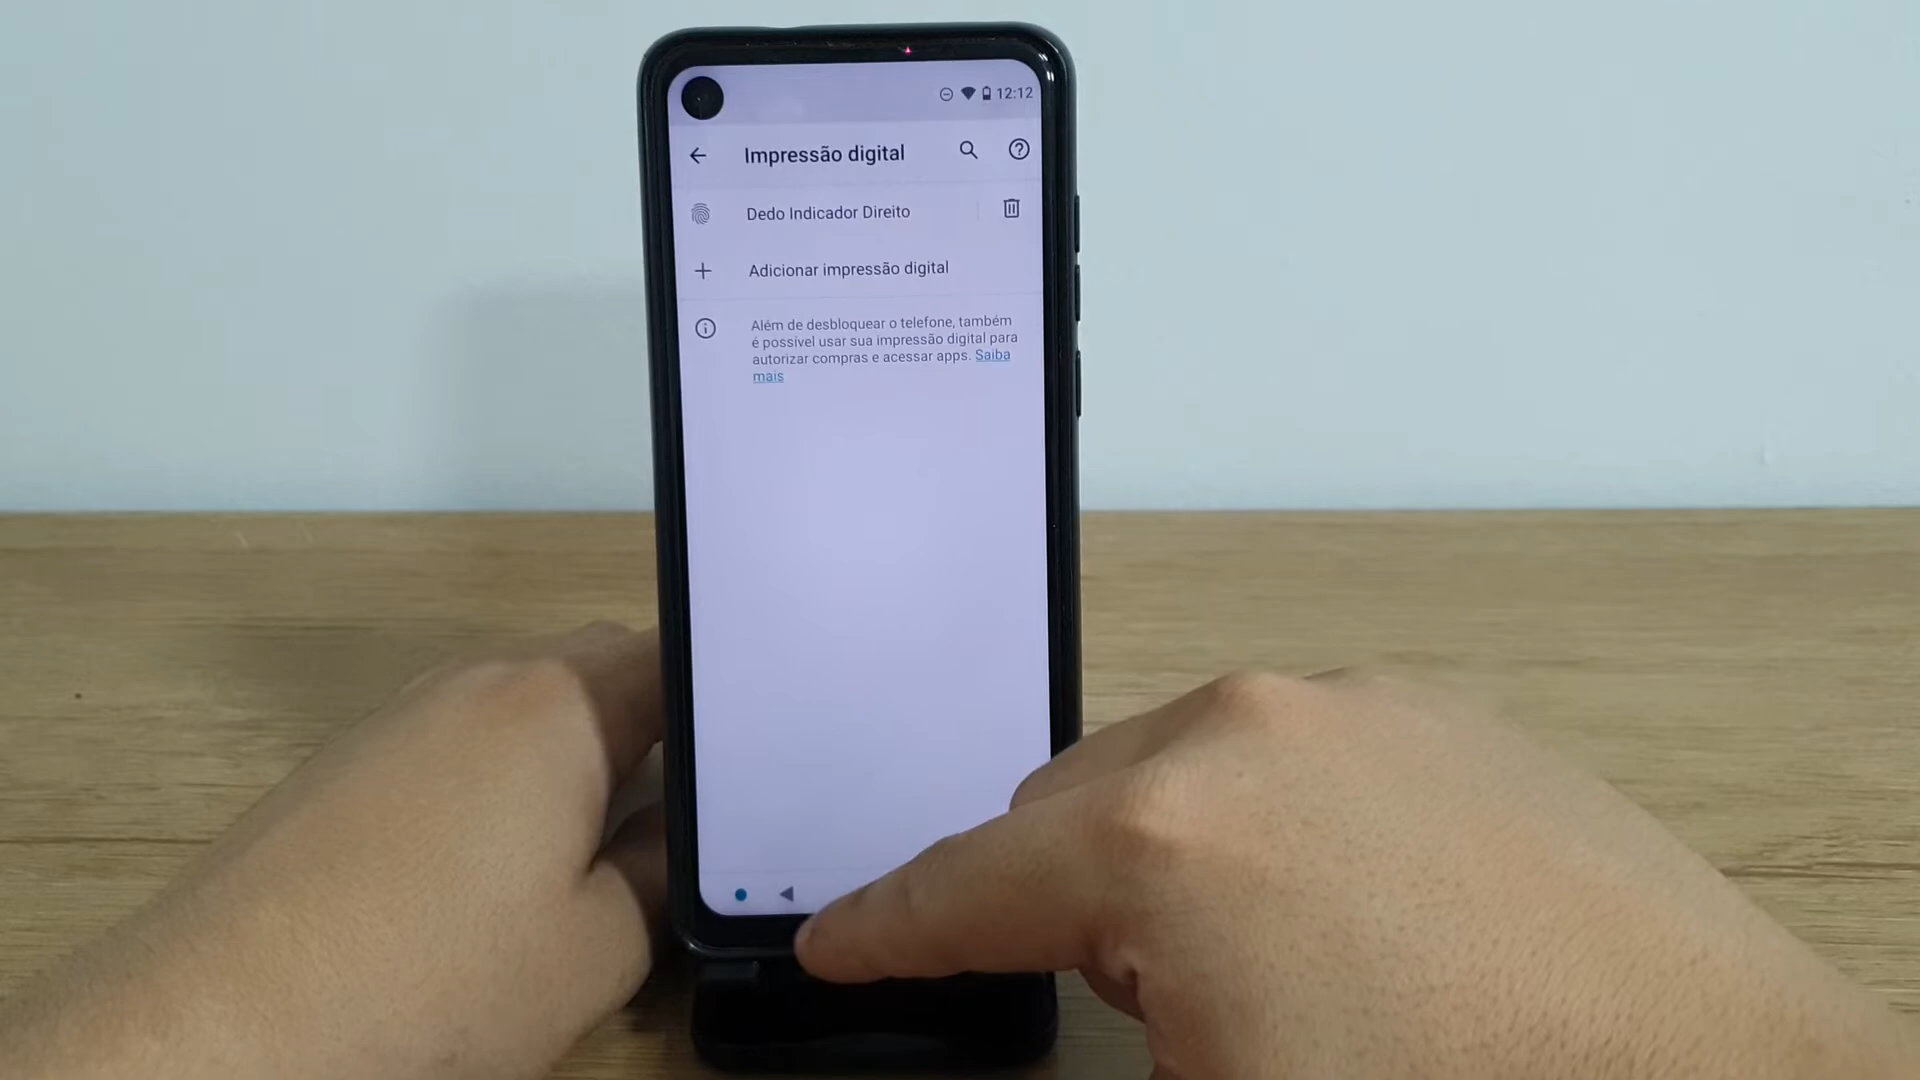 12:12
Impressão digital
Dedo Indicador Direito
Adicionar impressão digital
Além de desbloquear o telefone, também
é possível usar sua impressão digital para
autorizar compras e acessar apps. Saiba
mais